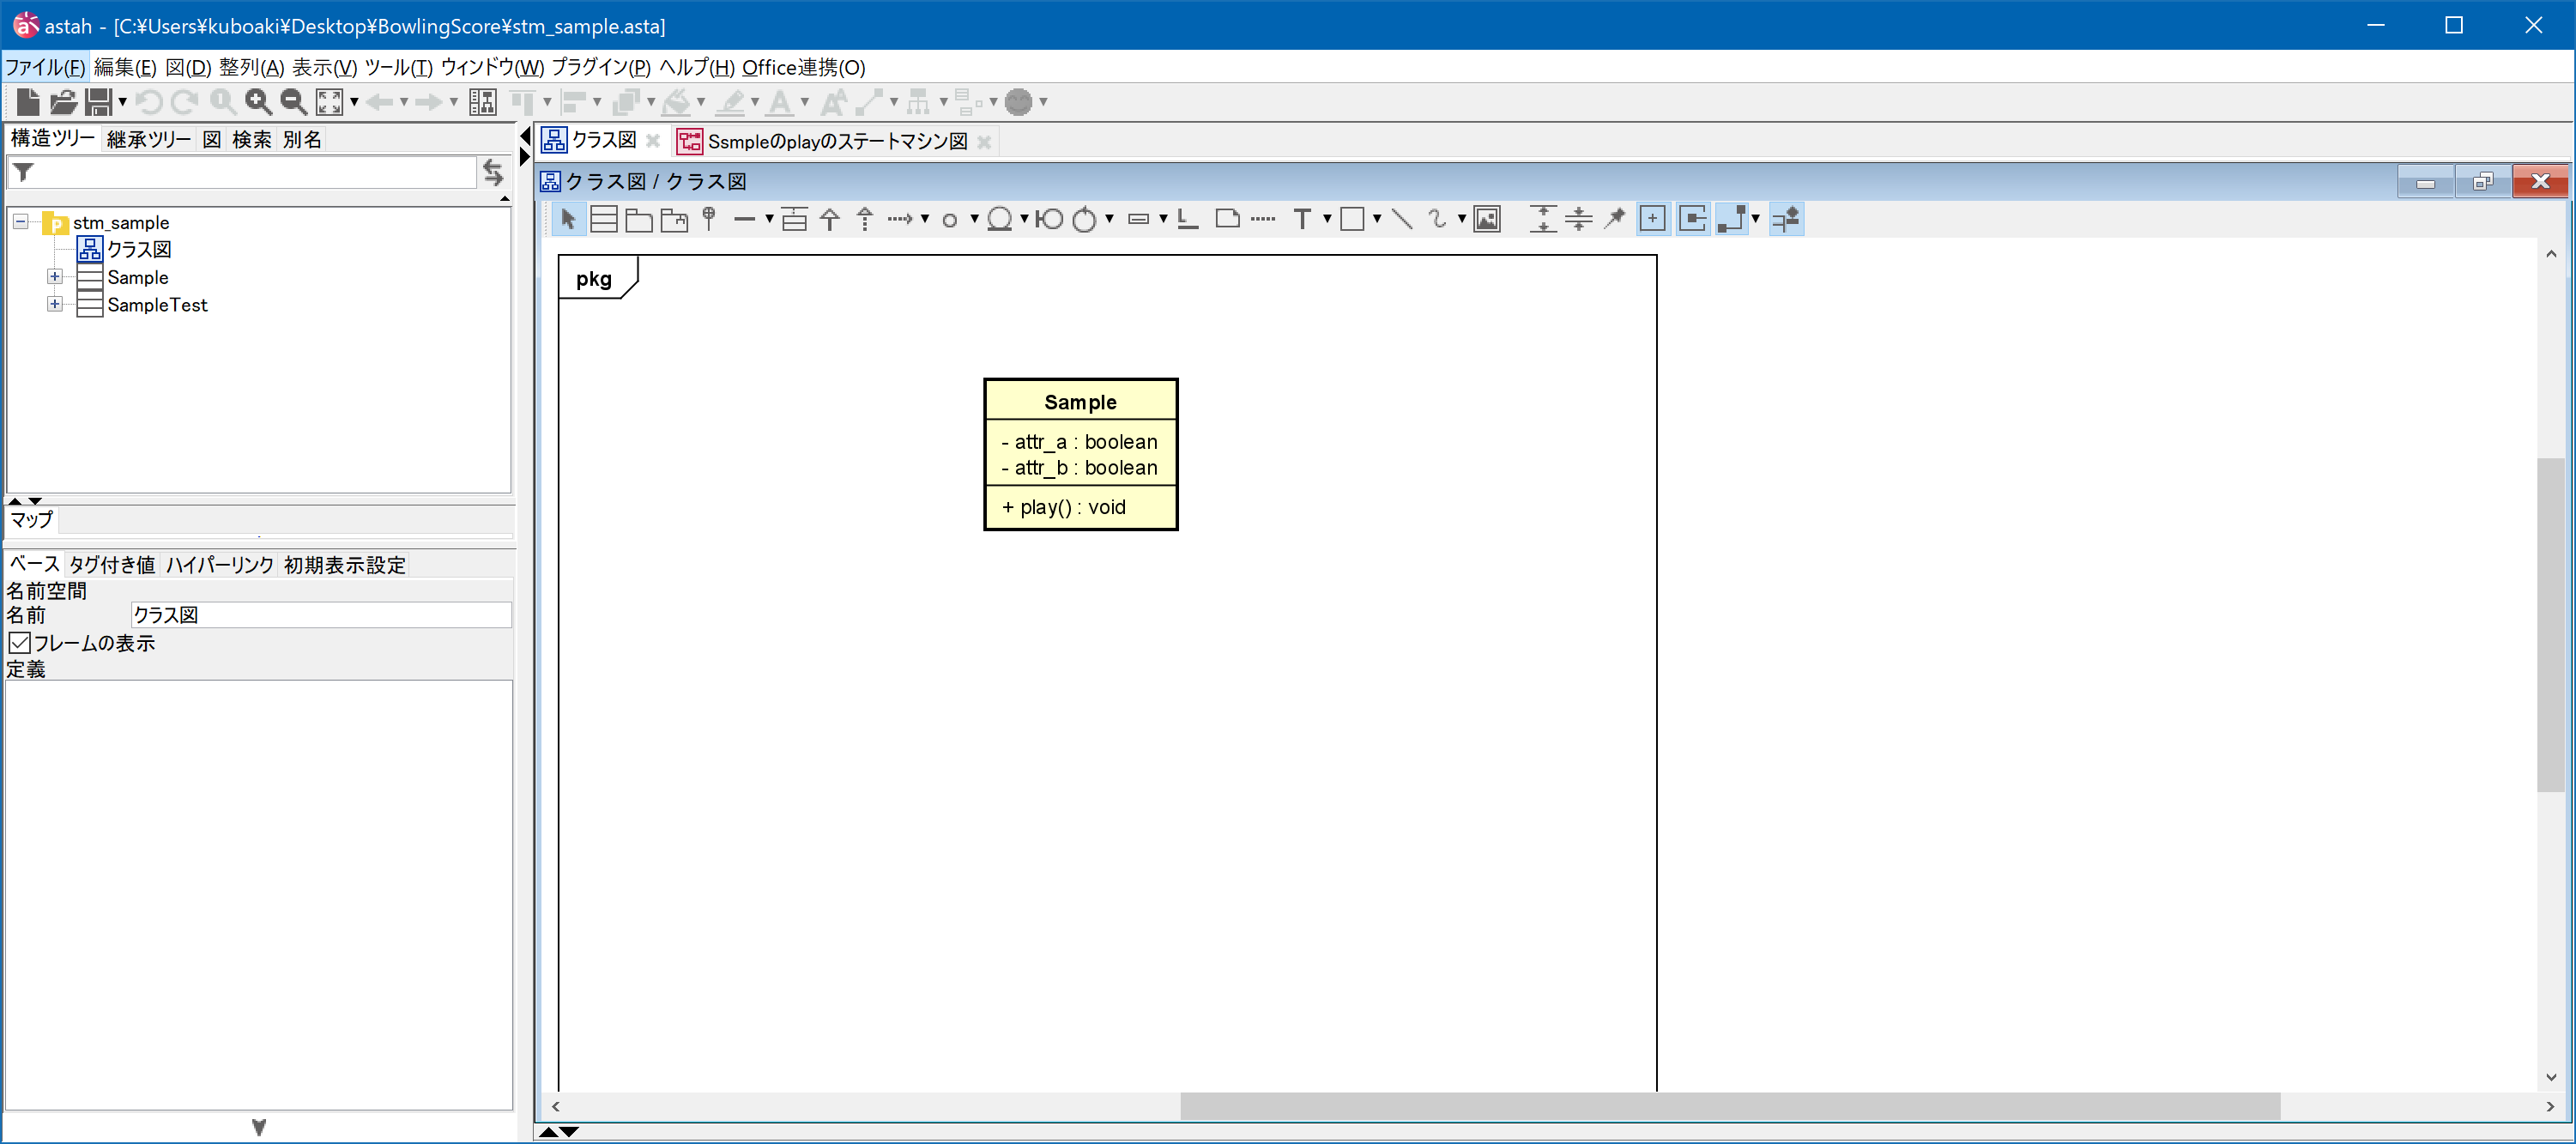 astah - [C:¥Users¥kuboaki¥Desktop¥BowlingScore¥stm_sample.asta]
ファイル(F) 編集(E) 図(D) 整列(A) 表示(V) ツール(T) ウィンドウ(W) プラグイン(P) ヘルプ(H) Office連携(O)
構造ツリー 継承ツリー 図 検索 別名
stm_sample
クラス図
Sample
SampleTest
マップ
ベース タグ付き値 ハイパーリンク 初期表示設定
名前空間
名前 クラス図
フレームの表示
定義
クラス図 Ssmpleのplayのステートマシン図
クラス図 / クラス図
pkg
Sample
- attr_a : boolean
- attr_b : boolean
+ play() : void